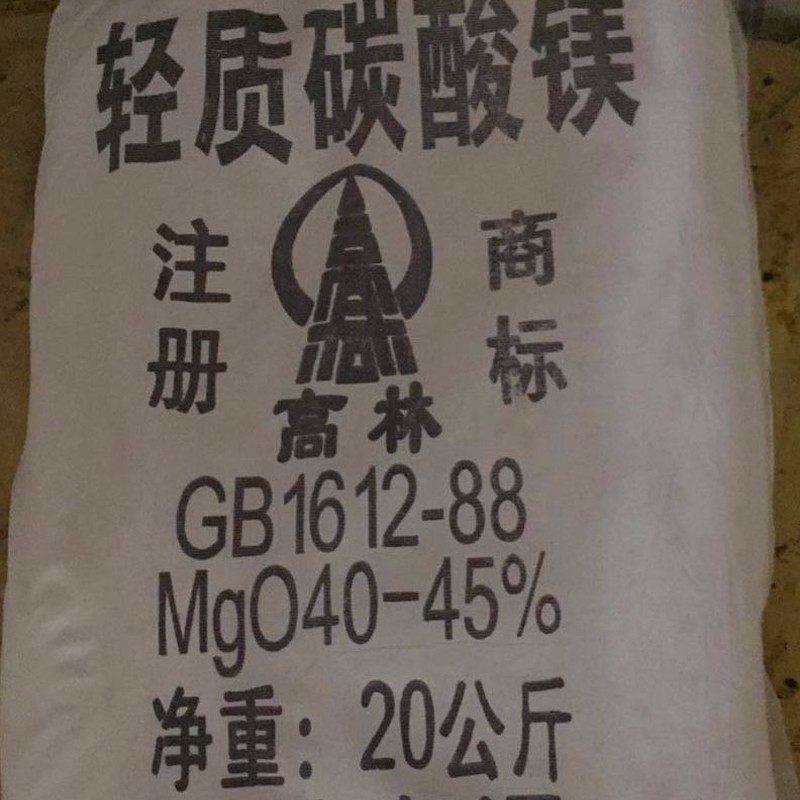 轻质碳酸镁
注册
商标
高林
GB1612-88
MgO40-45%
净重：20公斤